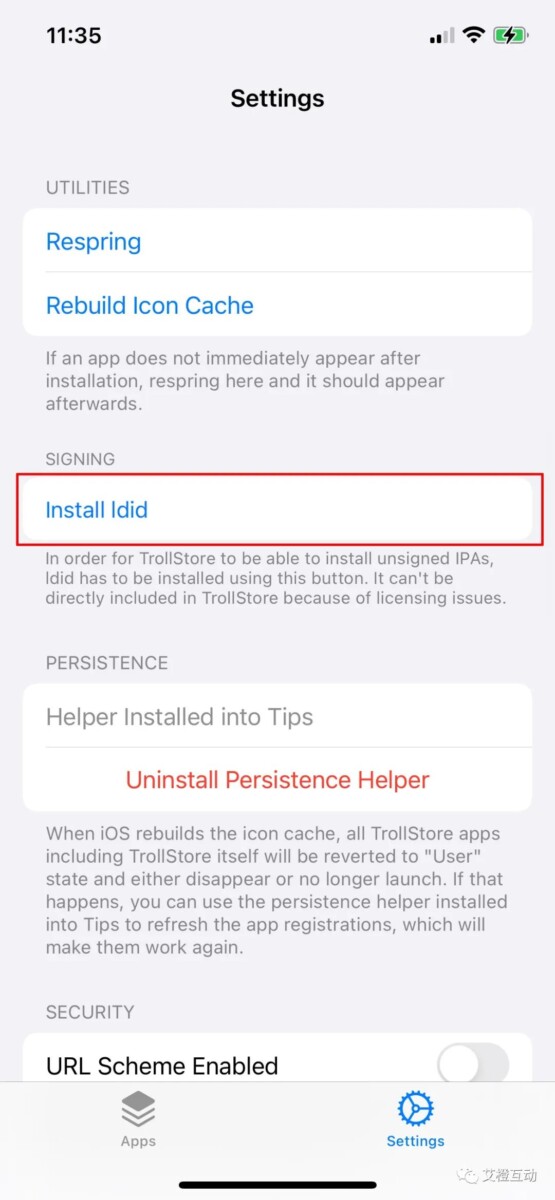 11:35
Settings
UTILITIES
Respring
Rebuild Icon Cache
If an app does not immediately appear after
installation, respring here and it should appear
afterwards.
SIGNING
Install ldid
In order for TrollStore to be able to install unsigned IPAs,
ldid has to be installed using this button. It can't be
directly included in TrollStore because of licensing issues.
PERSISTENCE
Helper Installed into Tips
Uninstall Persistence Helper
When iOS rebuilds the icon cache, all TrollStore apps
including TrollStore itself will be reverted to "User"
state and either disappear or no longer launch. If that
happens, you can use the persistence helper installed
into Tips to refresh the app registrations, which will
make them work again.
SECURITY
URL Scheme Enabled
Apps
Settings
艾橙互动